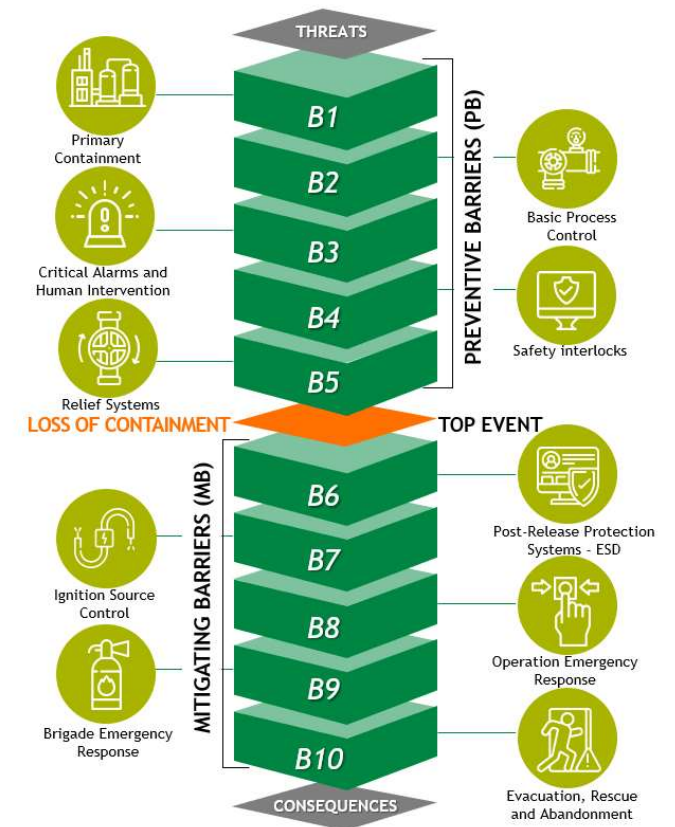 THREATS
B1
Primary
Containment
B2
Basic Process
Control
B3
Critical Alarms and
Human Intervention
B4
Safety interlocks
B5
Relief Systems
PREVENTIVE BARRIERS (PB)
LOSS OF CONTAINMENT
TOP EVENT
B6
Post-Release Protection
Systems - ESD
B7
Ignition Source
Control
B8
Operation Emergency
Response
B9
Brigade Emergency
Response
B10
Evacuation, Rescue
and Abandonment
MITIGATING BARRIERS (MB)
CONSEQUENCES